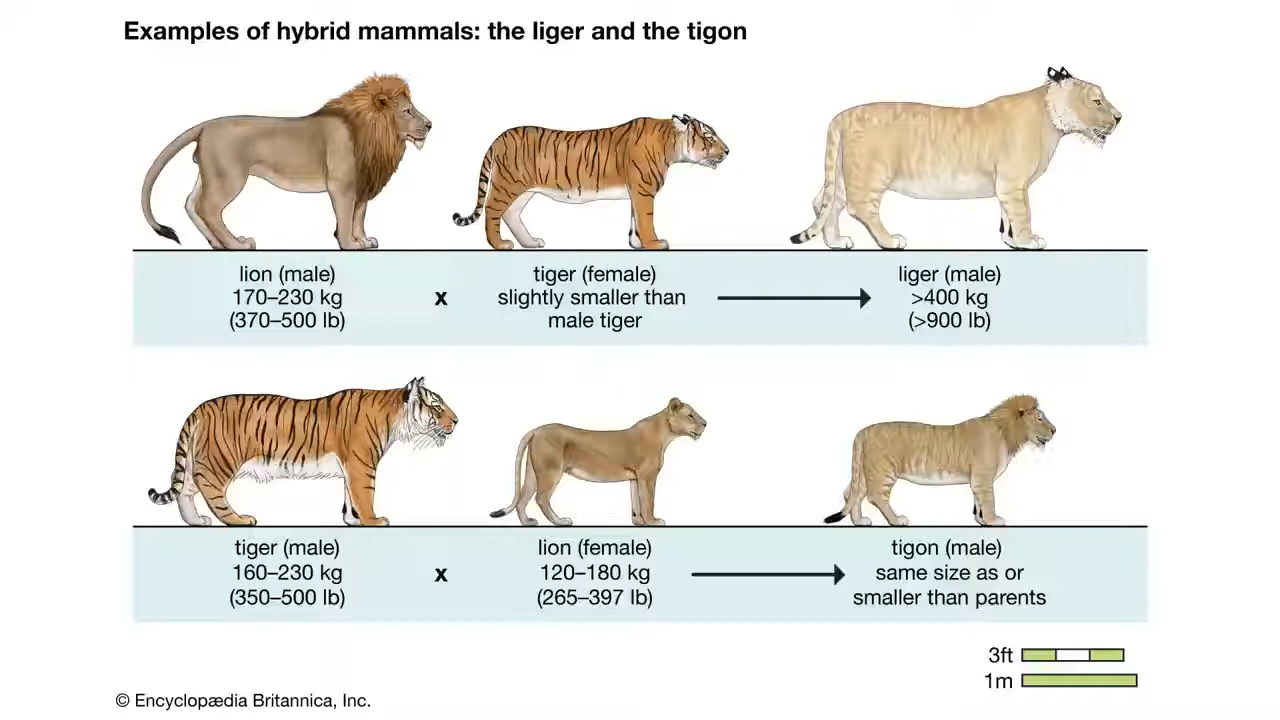 Examples of hybrid mammals: the liger and the tigon
lion (male)
170–230 kg
(370–500 lb)
x
tiger (female)
slightly smaller than
male tiger
liger (male)
>400 kg
(>900 lb)
tiger (male)
160–230 kg
(350–500 lb)
x
lion (female)
120–180 kg
(265–397 lb)
tigon (male)
same size as or
smaller than parents
3ft
1m
© Encyclopædia Britannica, Inc.